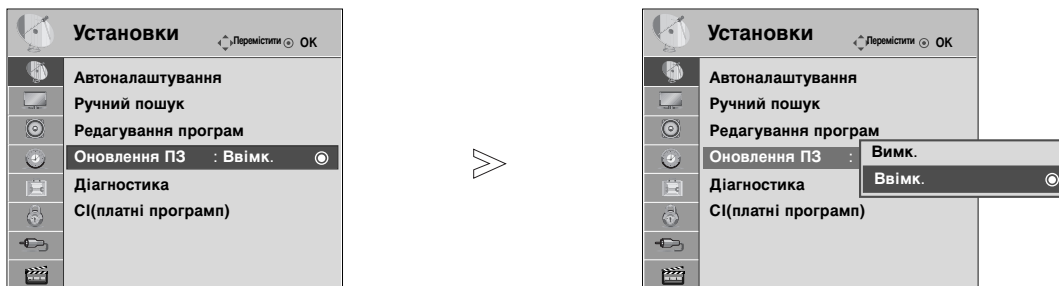 Установки
Перемістити OK
Автоналаштування
Ручний пошук
Редагування програм
Оновлення ПЗ : Ввімк.
Діагностика
CI(платні програмп)
Установки
Перемістити OK
Автоналаштування
Ручний пошук
Редагування програм
Оновлення ПЗ :
Вимк.
Ввімк.
Діагностика
CI(платні програмп)